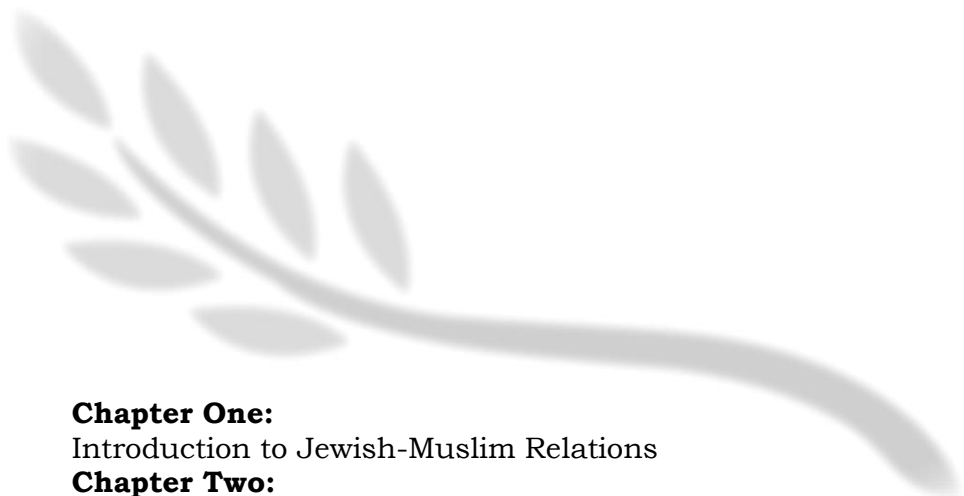 Chapter One:
Introduction to Jewish-Muslim Relations
Chapter Two: